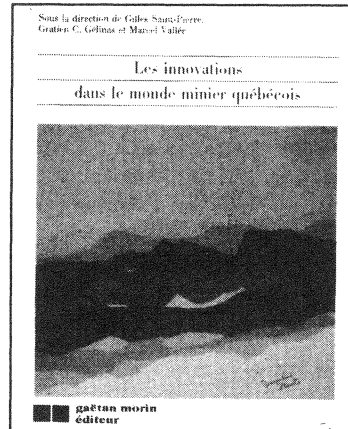 Sous la direction de Gilles Saint-Pierre,
Gratien C. Gélinas et Marcel Vallée
Les innovations
dans le monde minier québécois
gaëtan morin
éditeur